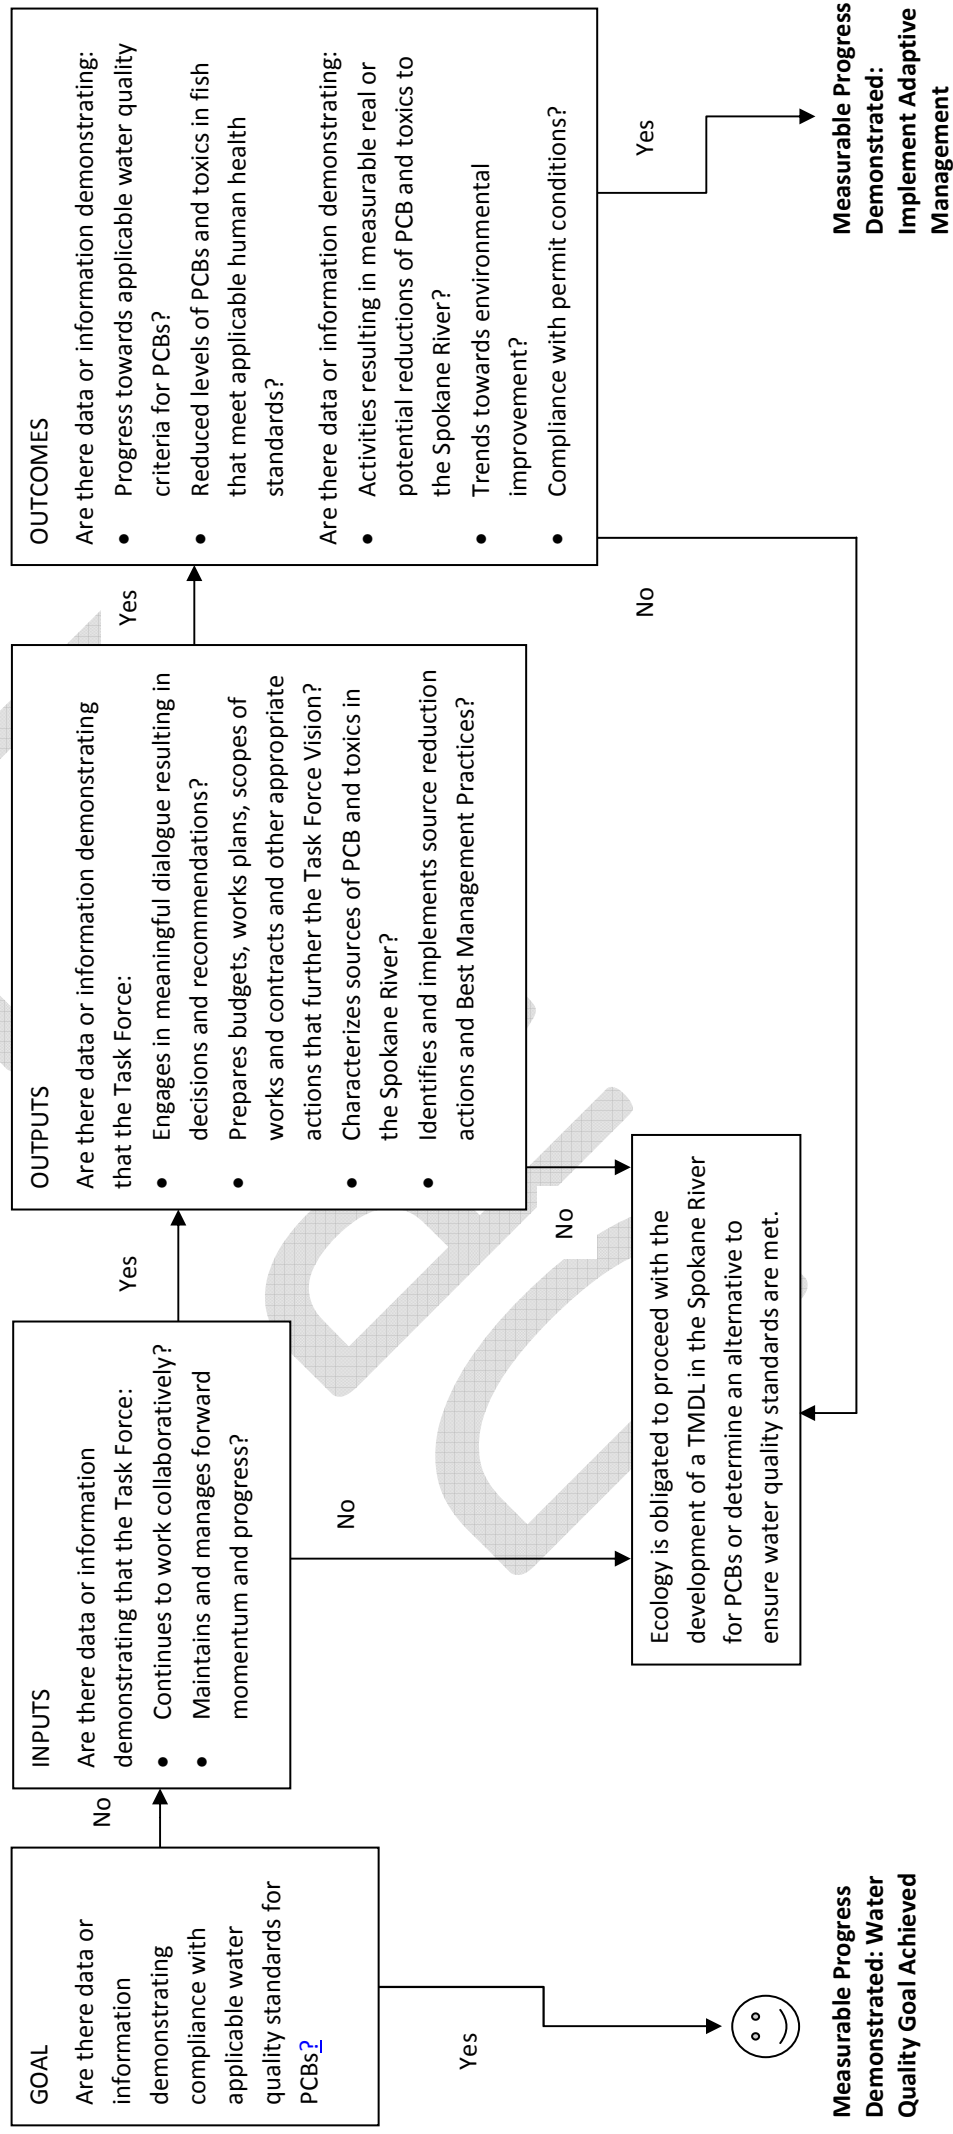 GOAL
Are there data or
information
demonstrating
compliance with
applicable water
quality standards for
PCBs?
Yes
Measurable Progress
Demonstrated: Water
Quality Goal Achieved
No
INPUTS
Are there data or information
demonstrating that the Task Force:
• Continues to work collaboratively?
• Maintains and manages forward
momentum and progress?
Yes
No
OUTPUTS
Are there data or information demonstrating
that the Task Force:
• Engages in meaningful dialogue resulting in
decisions and recommendations?
• Prepares budgets, works plans, scopes of
works and contracts and other appropriate
actions that further the Task Force Vision?
• Characterizes sources of PCB and toxics in
the Spokane River?
• Identifies and implements source reduction
actions and Best Management Practices?
Yes
No
Ecology is obligated to proceed with the
development of a TMDL in the Spokane River
for PCBs or determine an alternative to
ensure water quality standards are met.
OUTCOMES
Are there data or information demonstrating:
• Progress towards applicable water quality
criteria for PCBs?
• Reduced levels of PCBs and toxics in fish
that meet applicable human health
standards?
Are there data or information demonstrating:
• Activities resulting in measurable real or
potential reductions of PCB and toxics to
the Spokane River?
• Trends towards environmental
improvement?
• Compliance with permit conditions?
No
Yes
Measurable Progress
Demonstrated:
Implement Adaptive
Management